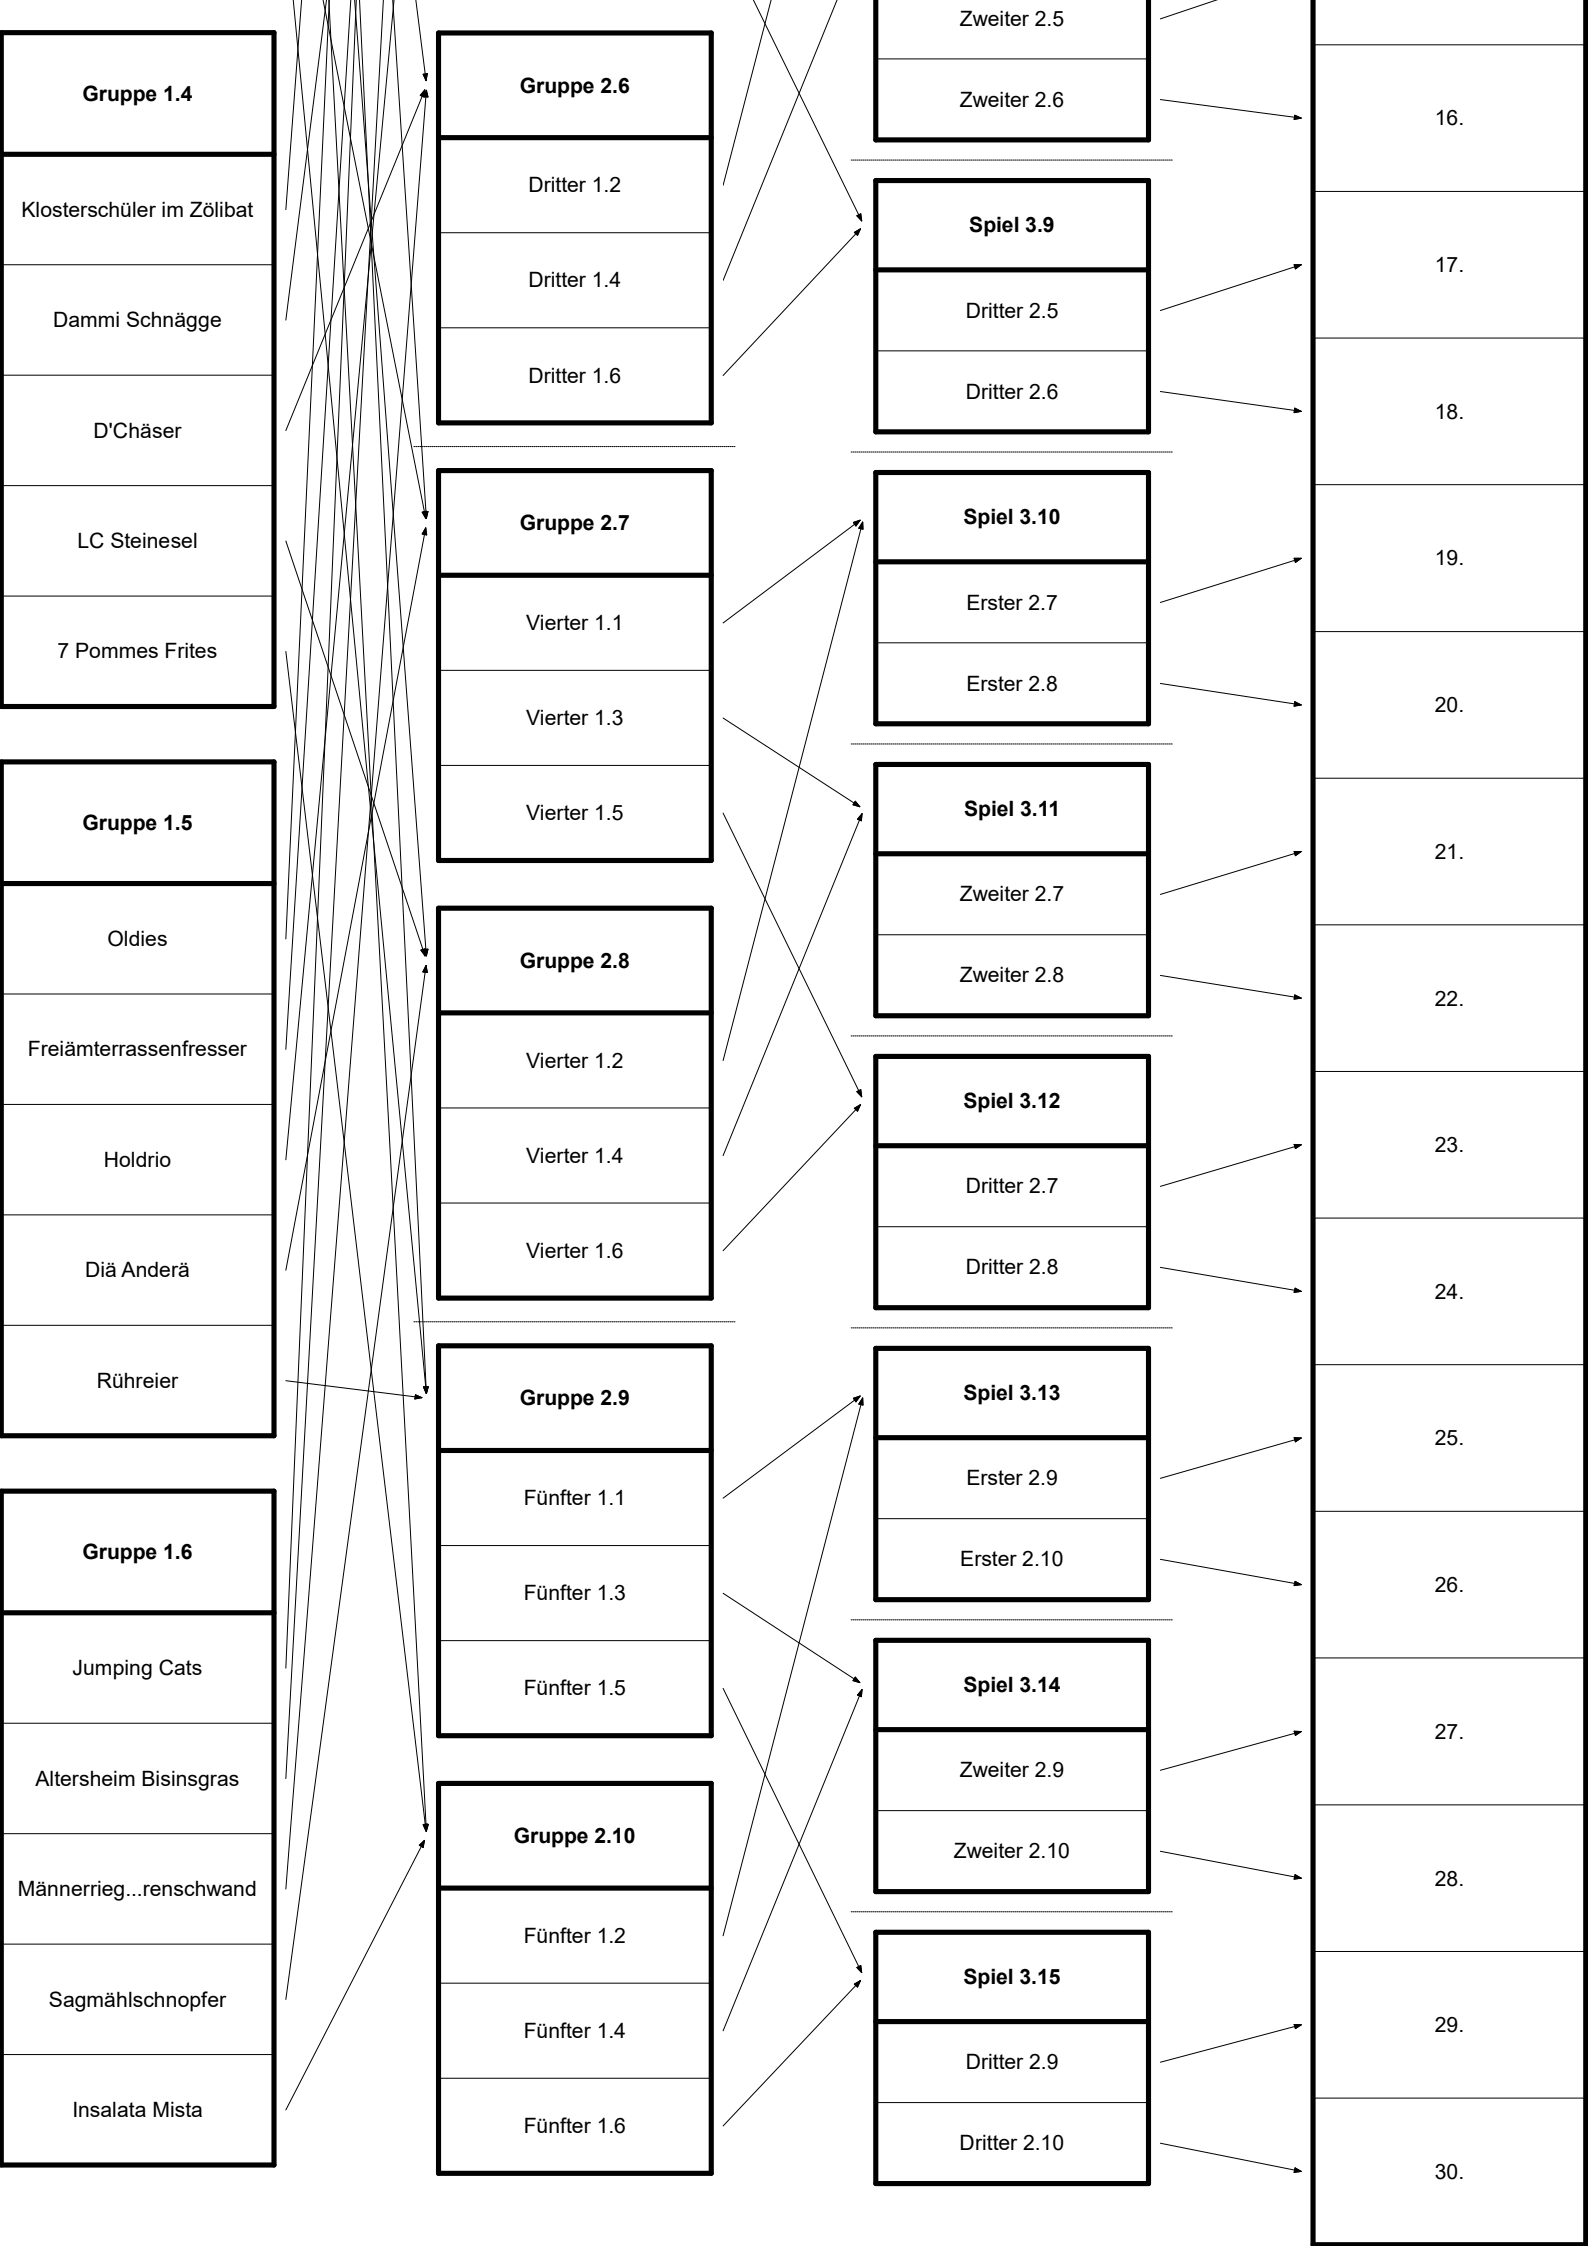 Gruppe 1.4
Klosterschüler im Zölibat
Dammi Schnägge
D'Chäser
LC Steinesel
7 Pommes Frites
Gruppe 1.5
Oldies
Freiämterrassenfresser
Holdrio
Diä Anderä
Rühreier
Gruppe 1.6
Jumping Cats
Altersheim Bisinsgras
Männerrieg...renschwand
Sagmählschnopfer
Insalata Mista
Gruppe 2.6
Dritter 1.2
Dritter 1.4
Dritter 1.6
Gruppe 2.7
Vierter 1.1
Vierter 1.3
Vierter 1.5
Gruppe 2.8
Vierter 1.2
Vierter 1.4
Vierter 1.6
Gruppe 2.9
Fünfter 1.1
Fünfter 1.3
Fünfter 1.5
Gruppe 2.10
Fünfter 1.2
Fünfter 1.4
Fünfter 1.6
Zweiter 2.5
Zweiter 2.6
Spiel 3.9
Dritter 2.5
Dritter 2.6
Spiel 3.10
Erster 2.7
Erster 2.8
Spiel 3.11
Zweiter 2.7
Zweiter 2.8
Spiel 3.12
Dritter 2.7
Dritter 2.8
Spiel 3.13
Erster 2.9
Erster 2.10
Spiel 3.14
Zweiter 2.9
Zweiter 2.10
Spiel 3.15
Dritter 2.9
Dritter 2.10
16.
17.
18.
19.
20.
21.
22.
23.
24.
25.
26.
27.
28.
29.
30.